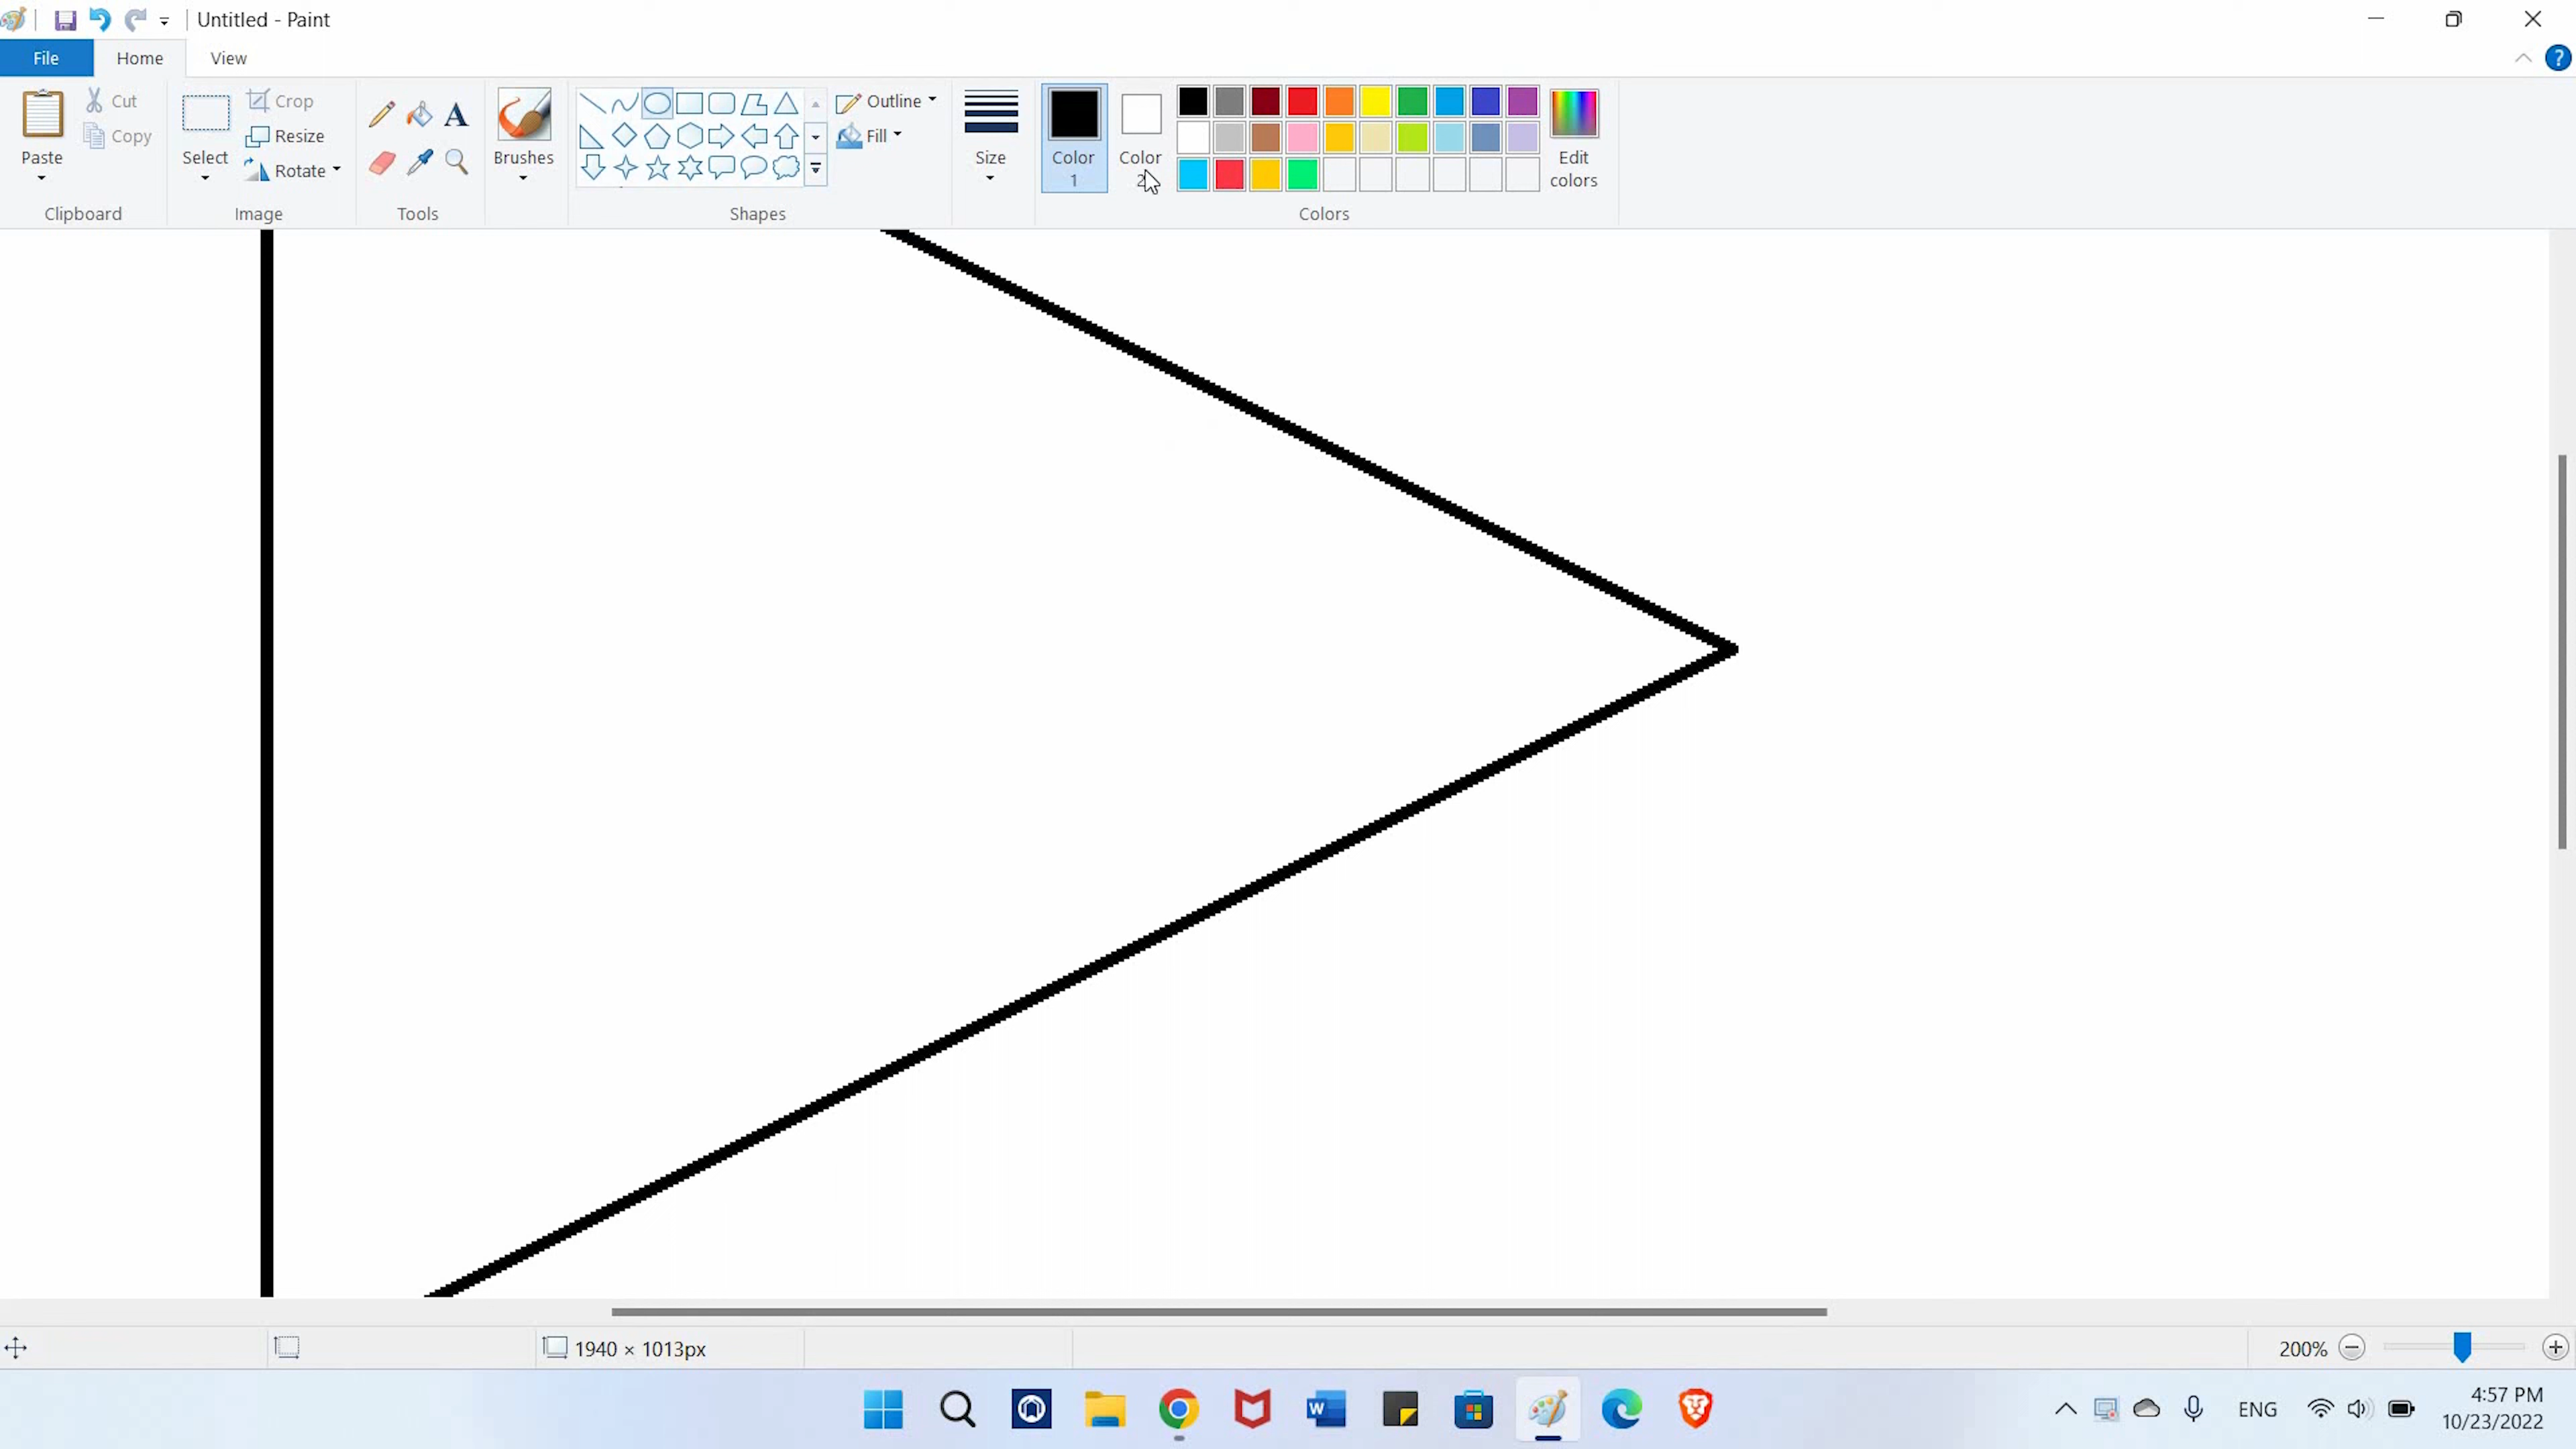 Untitled - Paint
File Home View
Paste
Cut
Copy
Clipboard
Select
Crop
Resize
Rotate
Image
A
Tools
Brushes
Shapes
Outline
Fill
Size
Color
1
Color
2
Edit
colors
Colors
?
1940 × 1013px
200%
W
ENG
4:57 PM
10/23/2022